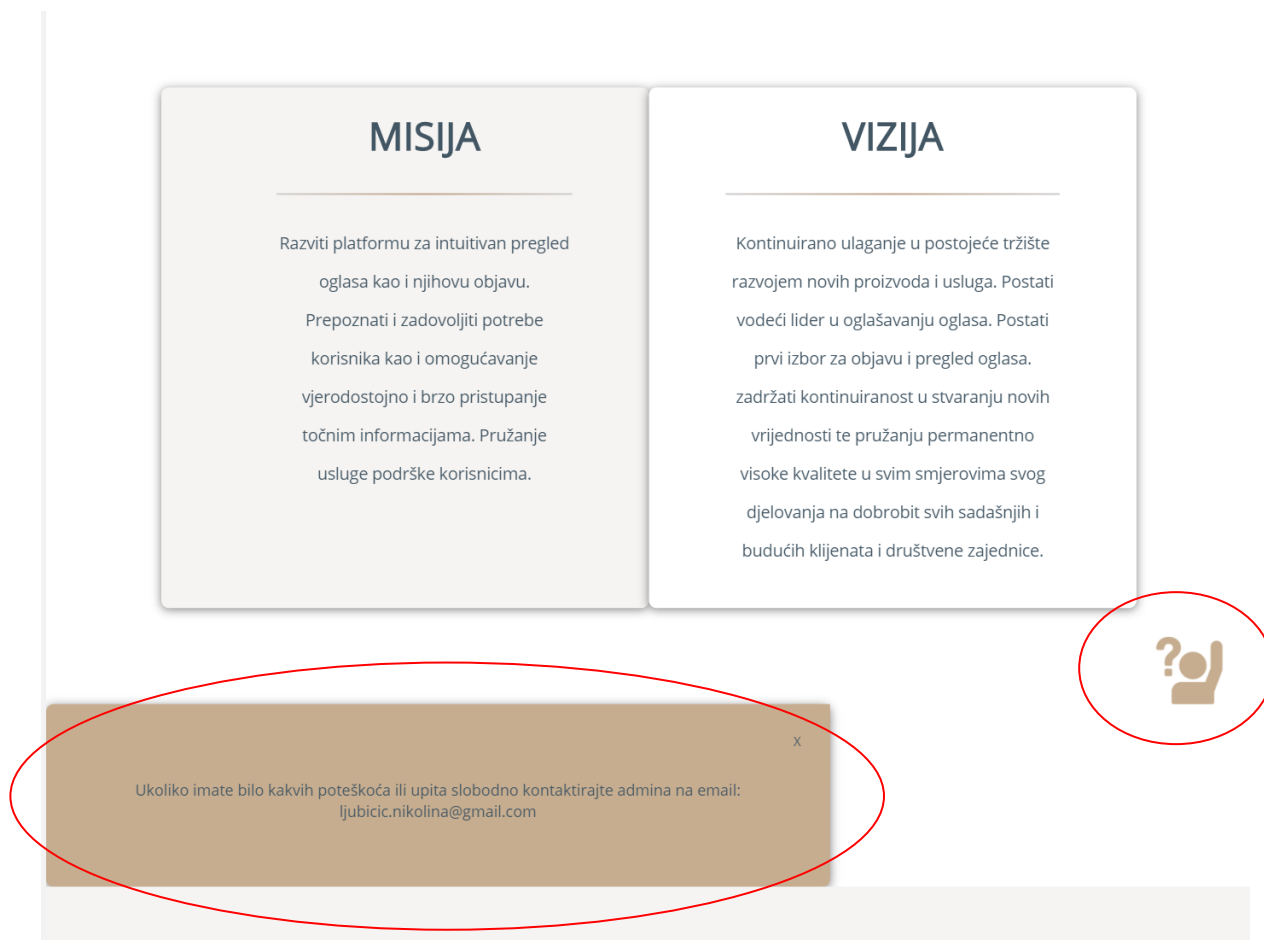 MISIJA
Razviti platformu za intuitivan pregled
oglasa kao i njihovu objavu.
Prepoznati i zadovoljiti potrebe
korisnika kao i omogućavanje
vjerodostojno i brzo pristupanje
točnim informacijama. Pružanje
usluge podrške korisnicima.
VIZIJA
Kontinuirano ulaganje u postojeće tržište
razvojem novih proizvoda i usluga. Postati
vodeći lider u oglašavanju oglasa. Postati
prvi izbor za objavu i pregled oglasa.
zadržati kontinuiranost u stvaranju novih
vrijednosti te pružanju permanentno
visoke kvalitete u svim smjerovima svog
djelovanja na dobrobit svih sadašnjih i
budućih klijenata i društvene zajednice.
?
X
Ukoliko imate bilo kakvih poteškoća ili upita slobodno kontaktirajte admina na email:
ljubicic.nikolina@gmail.com